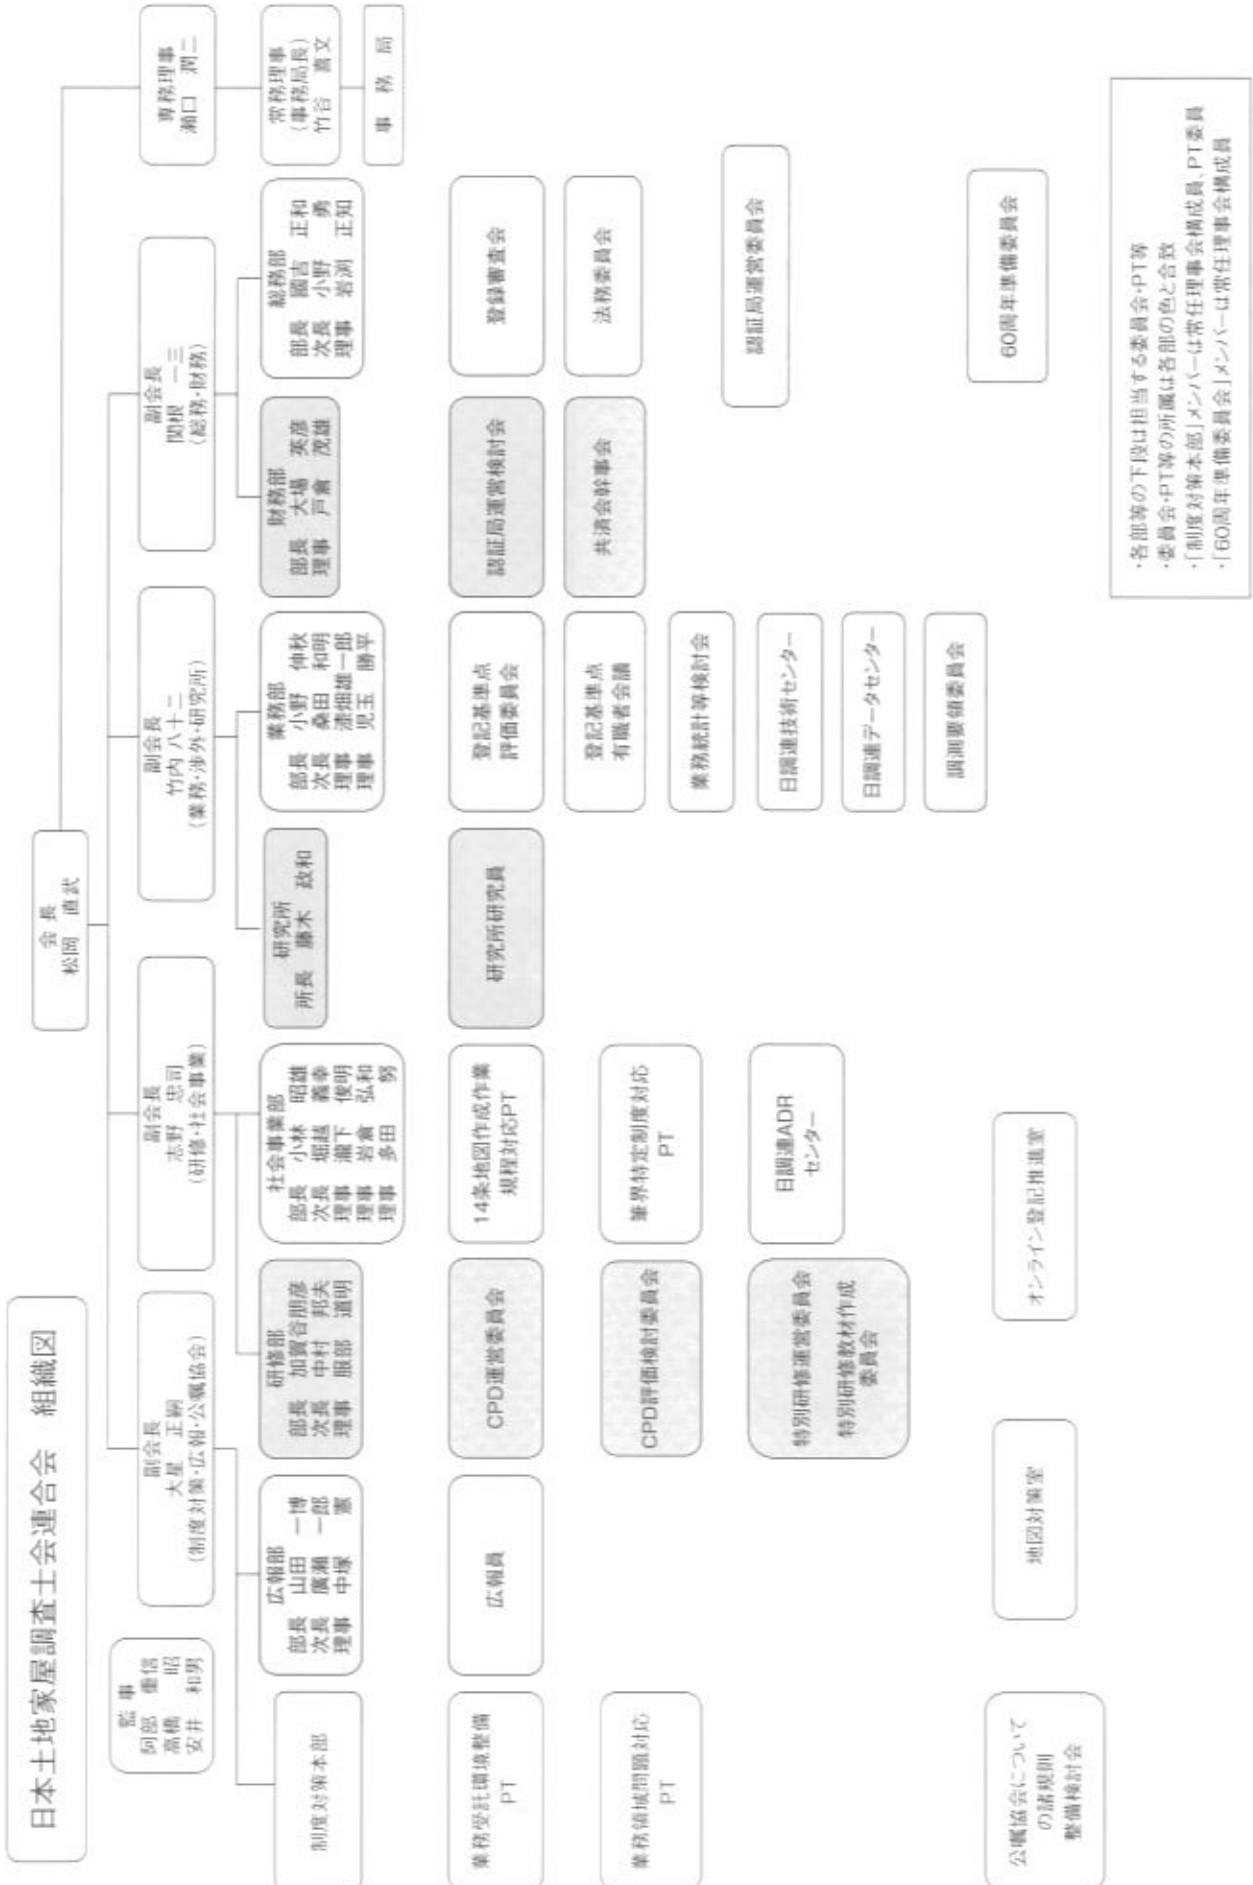 日本土地家屋調査士会連合会 組織図
会長
松岡 直武
監事
阿部 重信
高橋 昭
安井 和男
副会長
大星 正嗣
(制度対策・広報・公嘱協会)
副会長
志野 忠司
(研修・社会事業)
副会長
竹内 八十二
(業務・渉外・研究所)
副会長
関根 一三
(総務・財務)
専務理事
瀬口 潤二
制度対策本部
広報部
部長 山田 一博
次長 廣瀬 一郎
理事 中塚 憲
研修部
部長 加賀谷朋彦
次長 中村 邦夫
理事 服部 道明
社会事業部
部長 小林 昭雄
次長 堀越 義幸
理事 瀧下 俊明
理事 岩倉 弘和
理事 多田 努
研究所
所長 藤木 政和
業務部
部長 小野 伸秋
次長 桑田 和明
理事 漆畑雄一郎
理事 児玉 勝平
財務部
部長 大場 英彦
理事 戸倉 茂雄
総務部
部長 國吉 正和
次長 小野 勇
理事 岩渕 正知
常務理事
(事務局長)
竹谷 喜文
事務局
業務受託環境整備
PT
広報員
CPD運営委員会
14条地図作成作業
規程対応PT
研究所研究員
登記基準点
評価委員会
認証局運営検討会
登録審査会
業務領域問題対応
PT
CPD評価検討委員会
筆界特定制度対応
PT
登記基準点
有職者会議
共済会幹事会
法務委員会
業務統計等検討会
特別研修運営委員会
特別研修教材作成
委員会
日調連ADR
センター
日調連技術センター
認証局運営委員会
日調連データセンター
調測要領委員会
公嘱協会について
の諸規則
整備検討会
地図対策室
オンライン登記推進室
60周年準備委員会
・各部等の下段は担当する委員会・PT等
・委員会・PT等の所属は各部の色と合致
・「制度対策本部」メンバーは常任理事会構成員、PT委員
・「60周年準備委員会」メンバーは常任理事会構成員